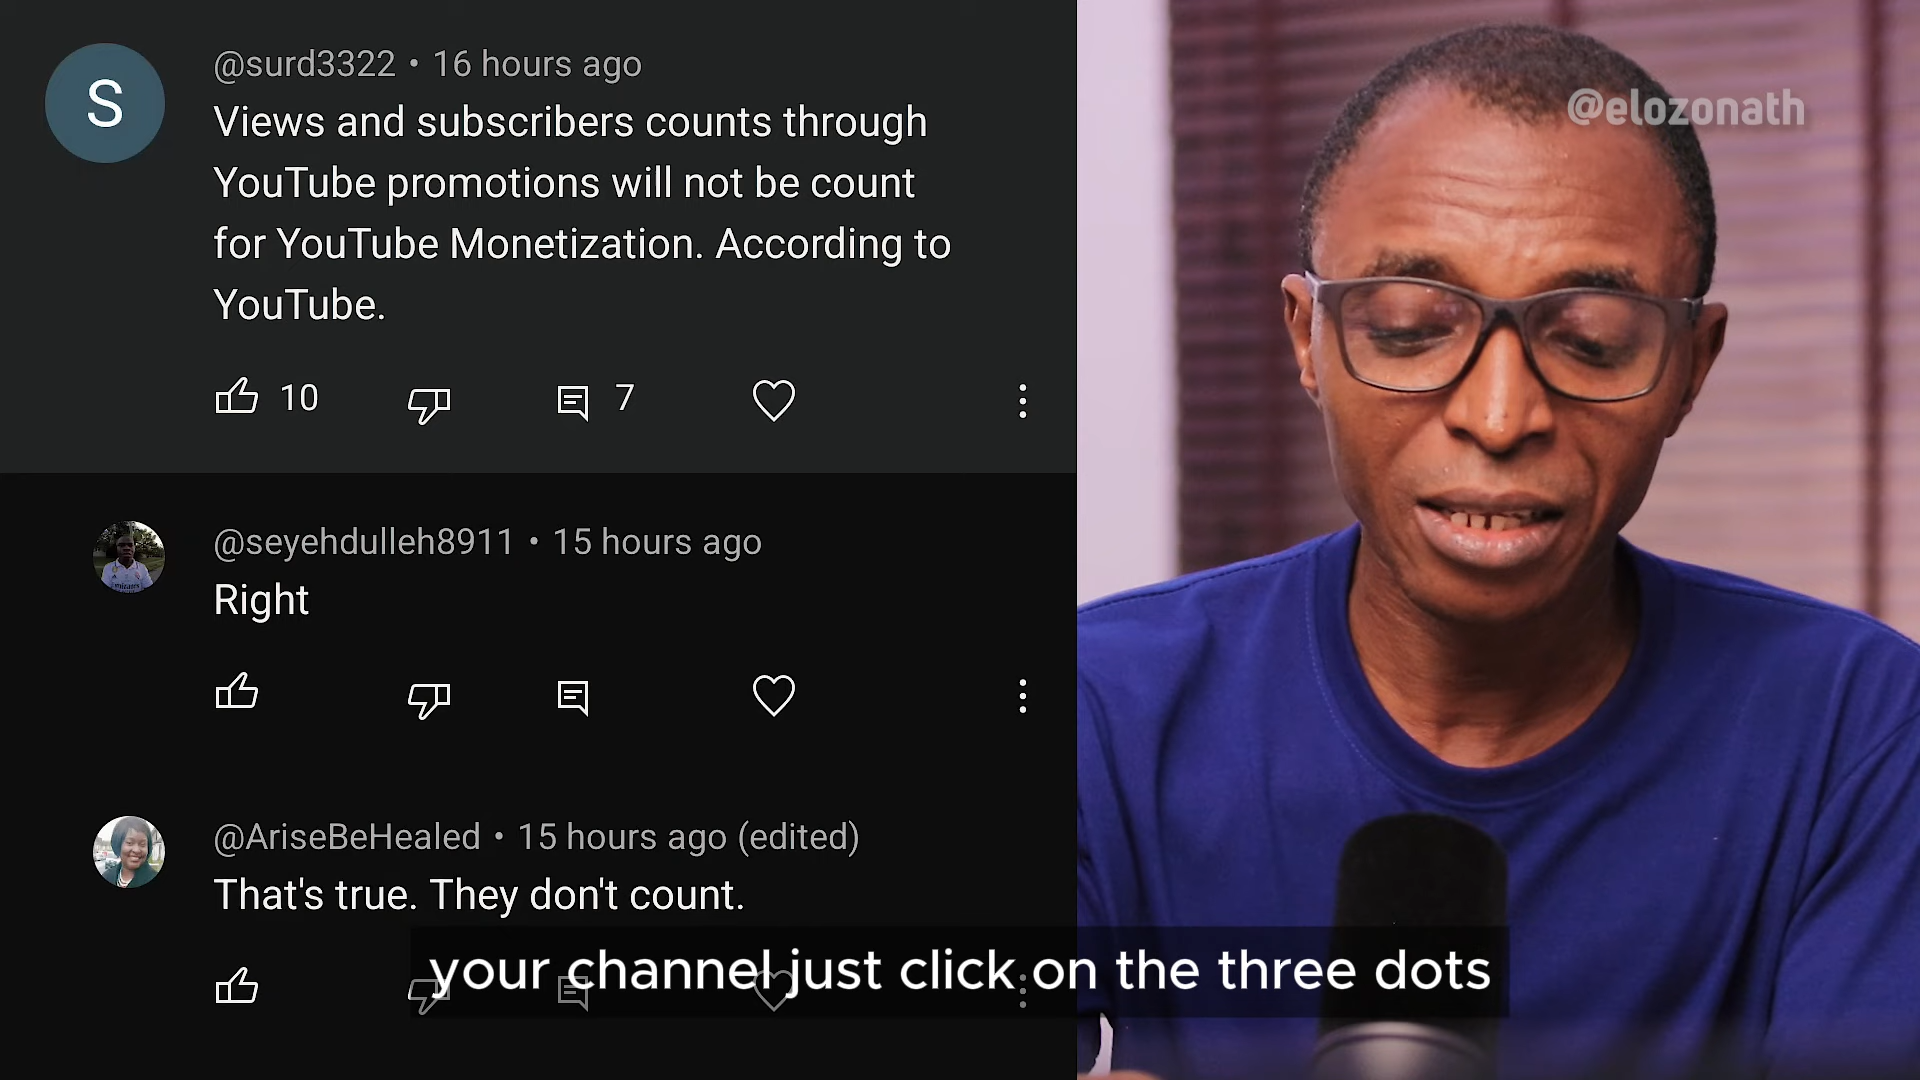 @surd3322 • 16 hours ago
Views and subscribers counts through
YouTube promotions will not be count
for YouTube Monetization. According to
YouTube.
10
7
@seyehdulleh8911 • 15 hours ago
Right
@AriseBeHealed • 15 hours ago (edited)
That's true. They don't count.
your channel just click on the three dots
@elozonath
S